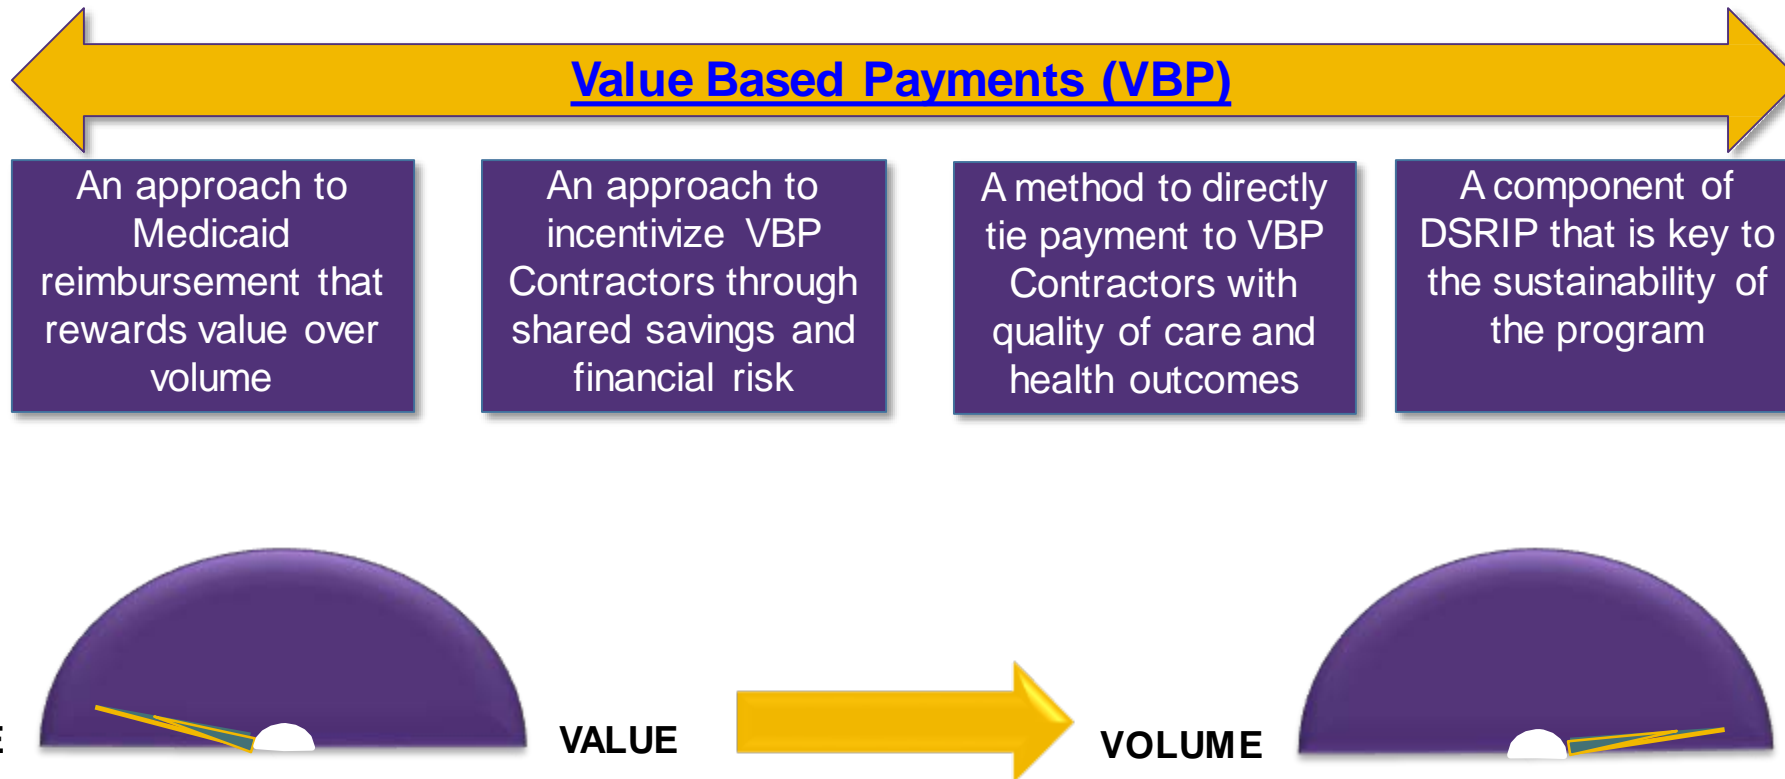 Value Based Payments (VBP)
An approach to
Medicaid
reimbursement that
rewards value over
volume
An approach to
incentivize VBP
Contractors through
shared savings and
financial risk
A method to directly
tie payment to VBP
Contractors with
quality of care and
health outcomes
A component of
DSRIP that is key to
the sustainability of
the program
E
VALUE
VOLUME